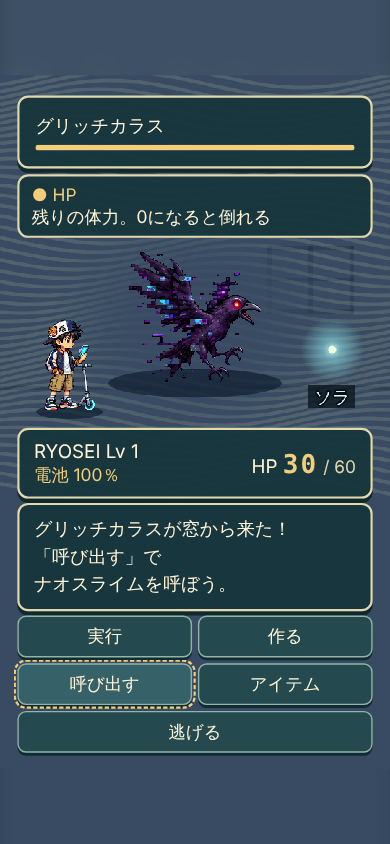 グリッチカラス
HP
残りの体力。0になると倒れる
ソラ
RYOSEI Lv 1
電池 100%
HP 30 / 60
グリッチカラスが窓から来た！
「呼び出す」で
ナオスライムを呼ぼう。
実行
作る
呼び出す
アイテム
逃げる